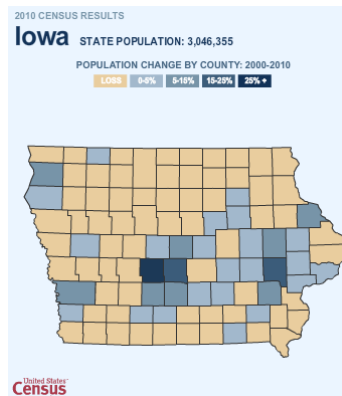 2010 CENSUS RESULTS
Iowa STATE POPULATION: 3,046,355
POPULATION CHANGE BY COUNTY: 2000-2010
LOSS 0-5% 5-15% 15-25% 25% +
United States™
Census